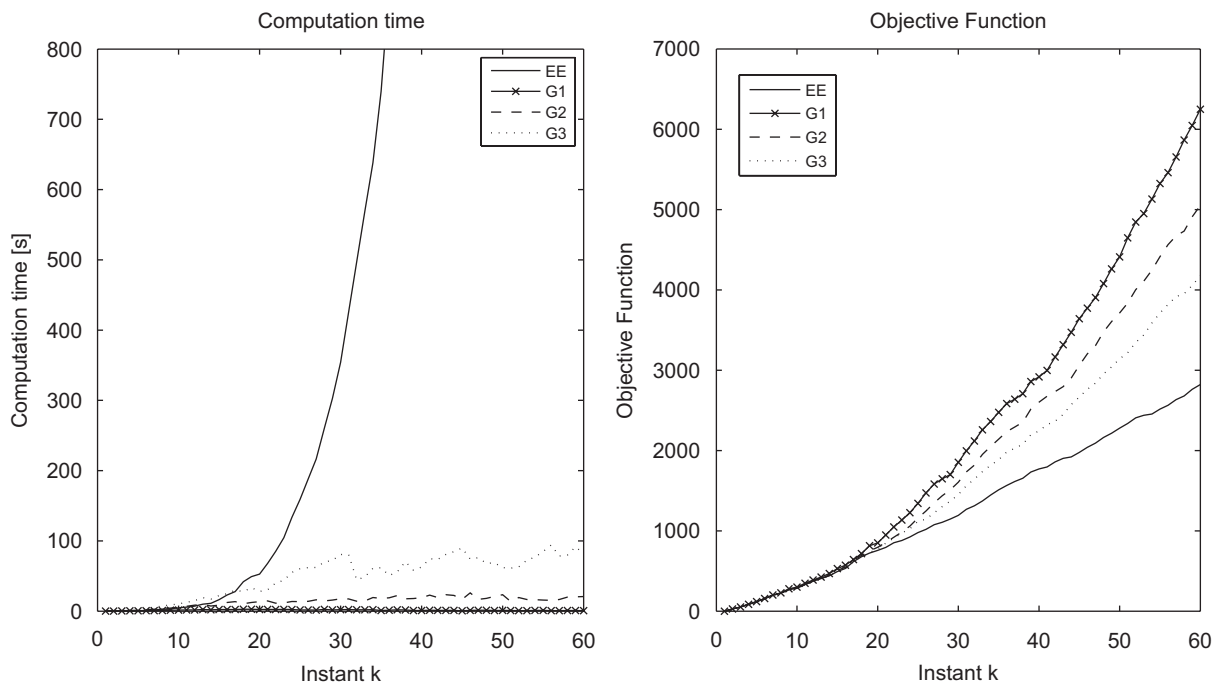 Computation time
800
700
600
500
400
300
200
100
0
Computation time [s]
EE
G1
G2
G3
0
10
20
30
40
50
60
Instant k
Objective Function
7000
6000
5000
4000
3000
2000
1000
0
Objective Function
EE
G1
G2
G3
0
10
20
30
40
50
60
Instant k